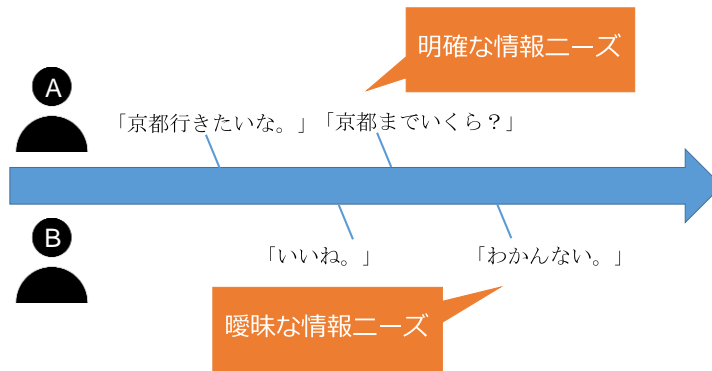 明確な情報ニーズ
A
「京都行きたいな。」「京都までいくら？」
B
「いいね。」
「わかんない。」
曖昧な情報ニーズ